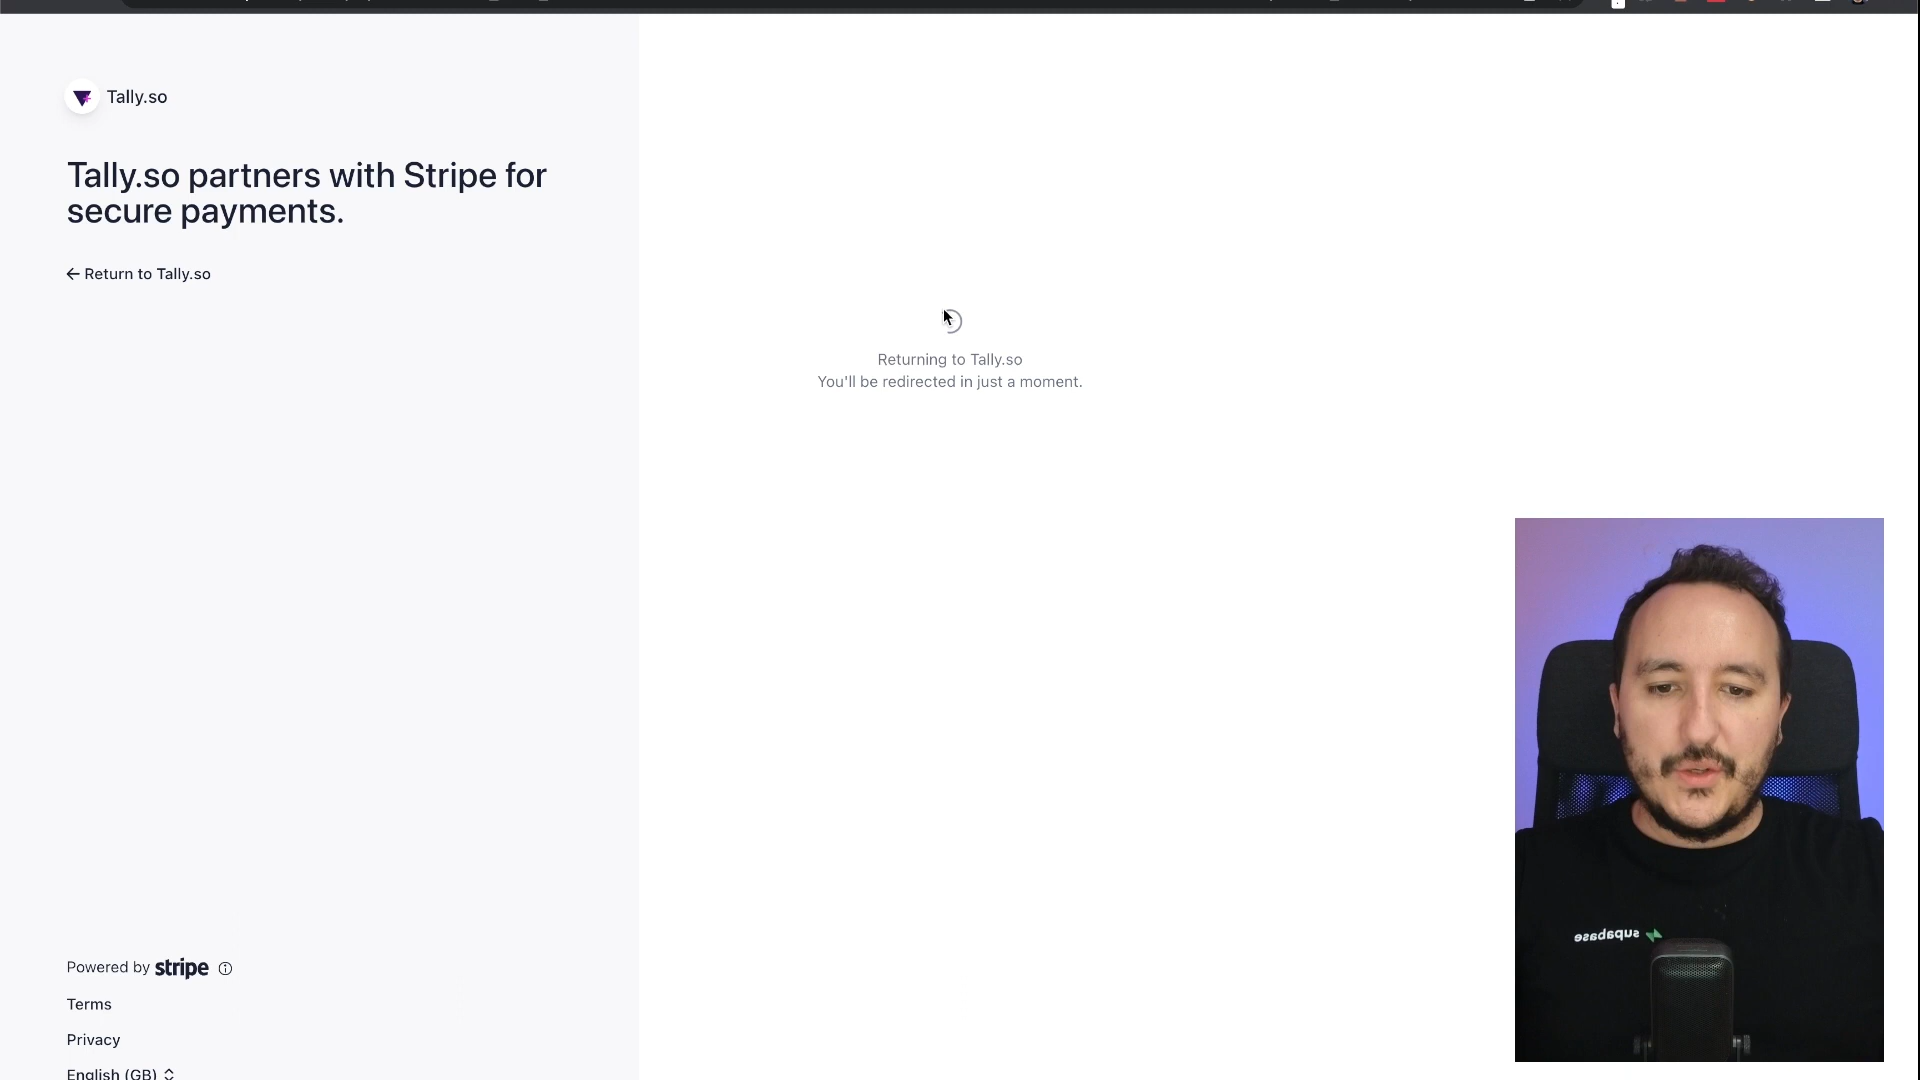 Tally.so
Tally.so partners with Stripe for
secure payments.
← Return to Tally.so
Returning to Tally.so
You'll be redirected in just a moment.
supabase
Powered by stripe
Terms
Privacy
English (GB)